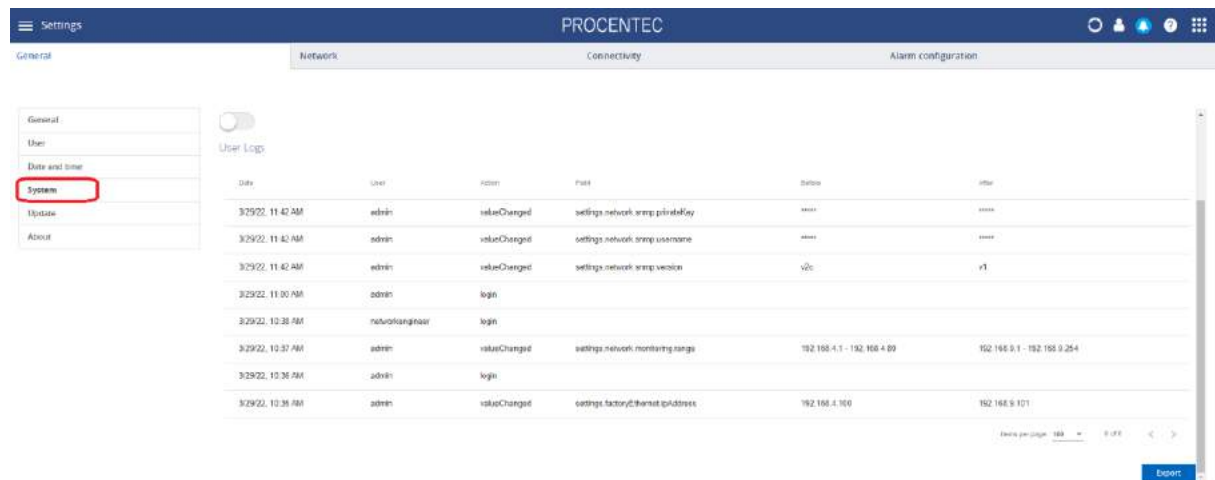 Settings PROCENTEC
General Network Connectivity Alarm configuration
General
User
Date and time
System
Update
About
User Logs
Date User Action Field Before After
3/29/22, 11:42 AM admin valueChanged settings.network.snmp.privateKey ***** *****
3/29/22, 11:42 AM admin valueChanged settings.network.snmp.username ***** *****
3/29/22, 11:42 AM admin valueChanged settings.network.snmp.version v2c v1
3/29/22, 11:00 AM admin login
3/29/22, 10:38 AM networkengineer login
3/29/22, 10:37 AM admin valueChanged settings.network.monitoring.range 192.168.4.1 - 192.168.4.80 192.168.9.1 - 192.168.9.254
3/29/22, 10:36 AM admin login
3/29/22, 10:36 AM admin valueChanged settings.factoryEthernet.ipAddress 192.168.4.100 192.168.9.101
Items per page: 100
Export